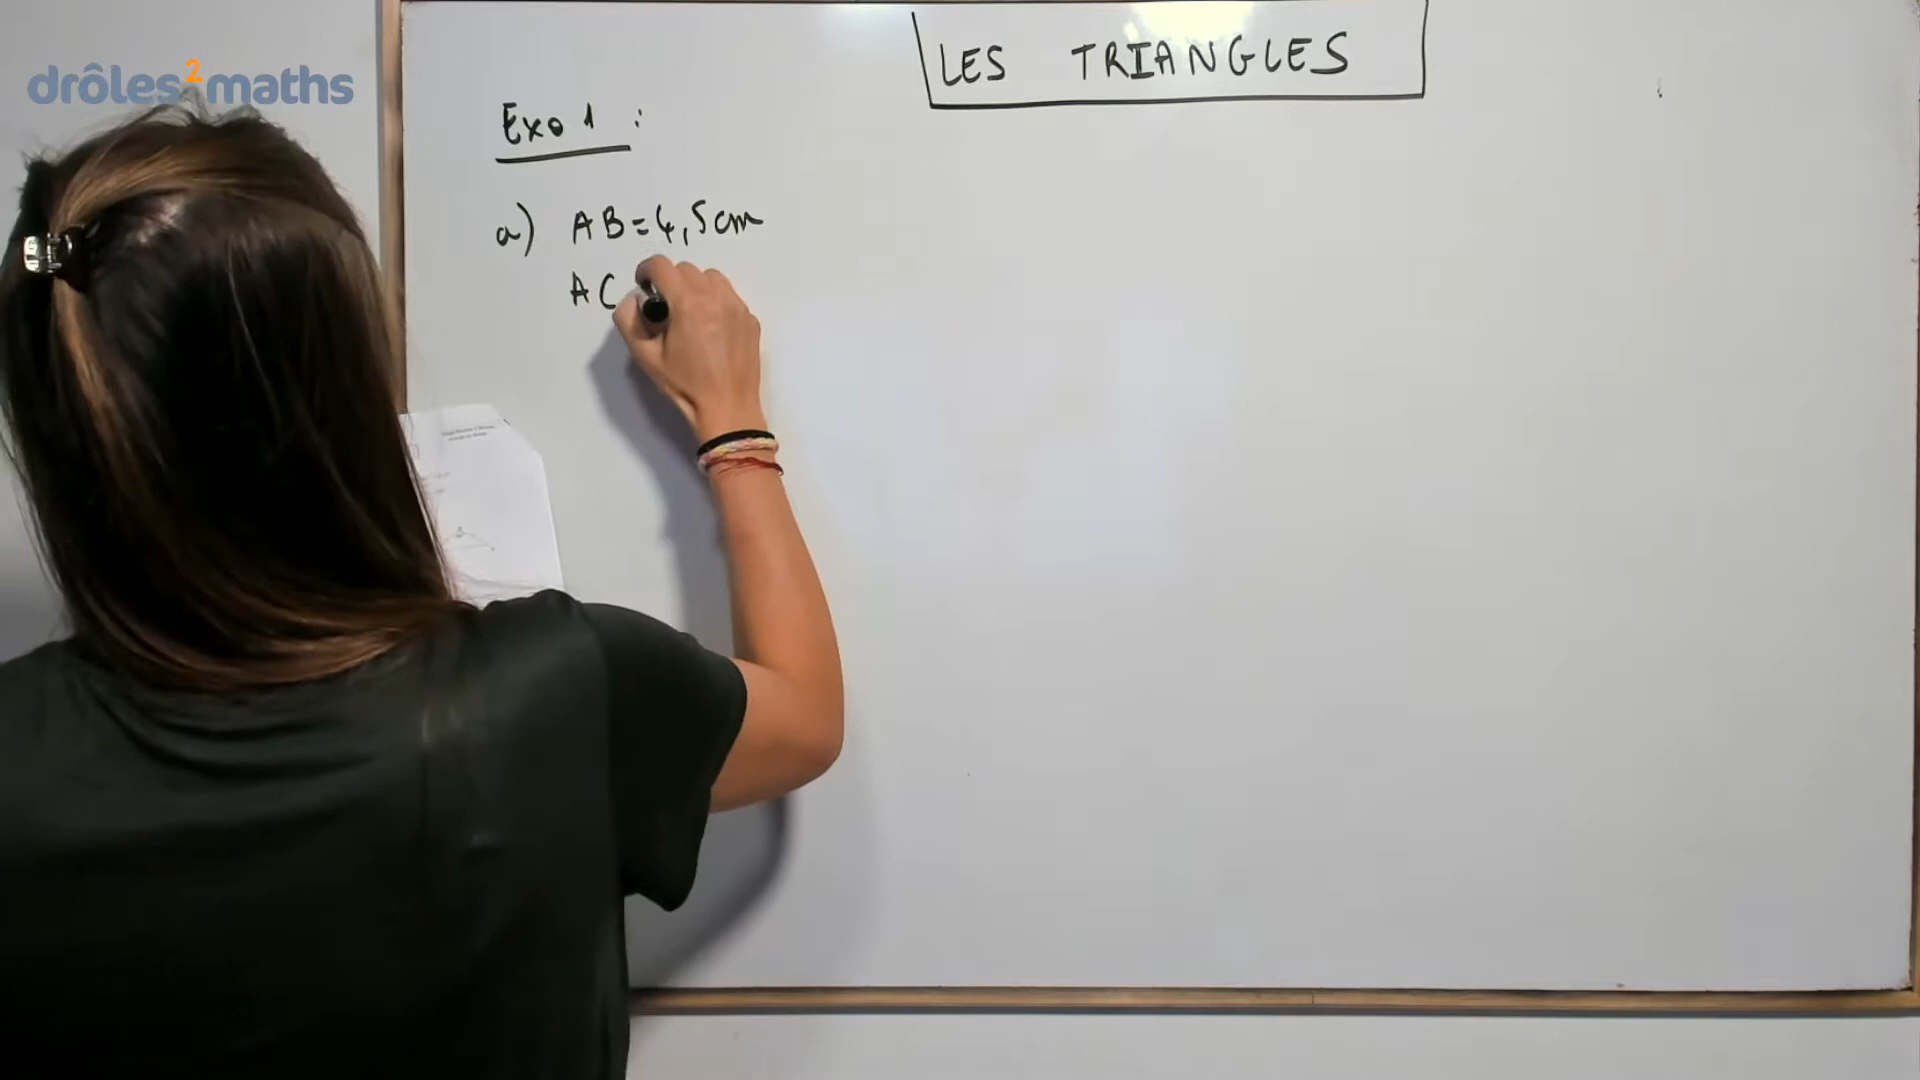 drôles2maths
LES TRIANGLES
Exo 1 :
a) AB=4,5cm
AC